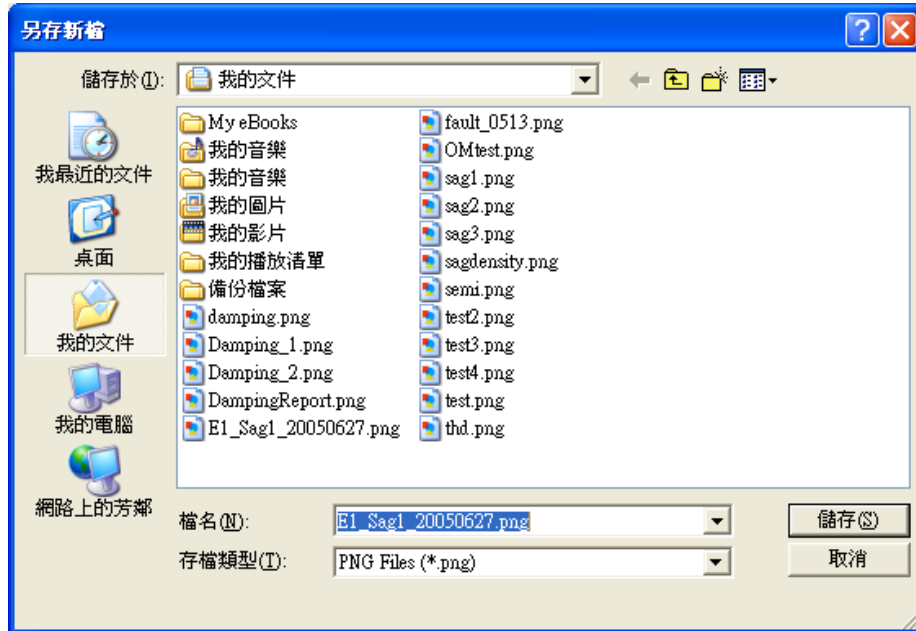 另存新檔
儲存於(I):
我的文件
我最近的文件
桌面
我的文件
我的電腦
網路上的芳鄰
My eBooks
我的音樂
我的音樂
我的圖片
我的影片
我的播放清單
備份檔案
damping.png
Damping_1.png
Damping_2.png
DampingReport.png
E1_Sag1_20050627.png
fault_0513.png
OMtest.png
sag1.png
sag2.png
sag3.png
sagdensity.png
semi.png
test2.png
test3.png
test4.png
test.png
thd.png
檔名(N):
E1_Sag1_20050627.png
儲存(S)
存檔類型(T):
PNG Files (*.png)
取消